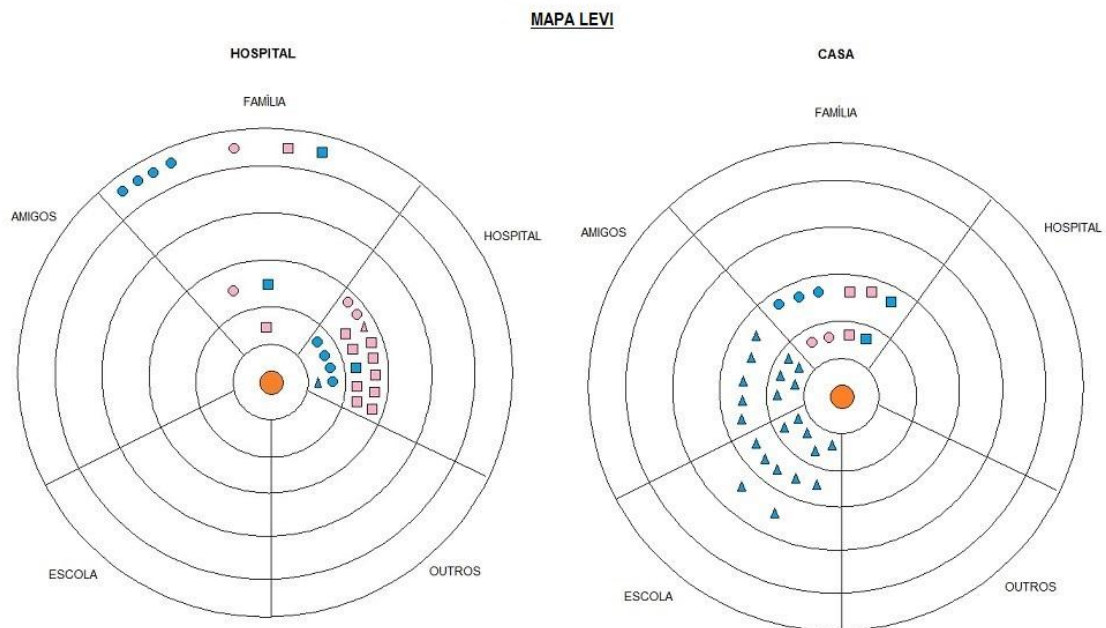 MAPA LEVI
HOSPITAL
FAMÍLIA
AMIGOS
HOSPITAL
ESCOLA
OUTROS
CASA
FAMÍLIA
AMIGOS
HOSPITAL
ESCOLA
OUTROS